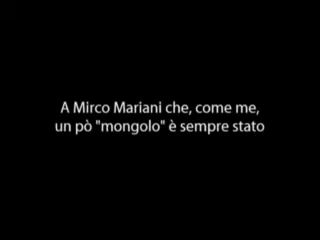 A Mirco Mariani che, come me,
un pò "mongolo" è sempre stato